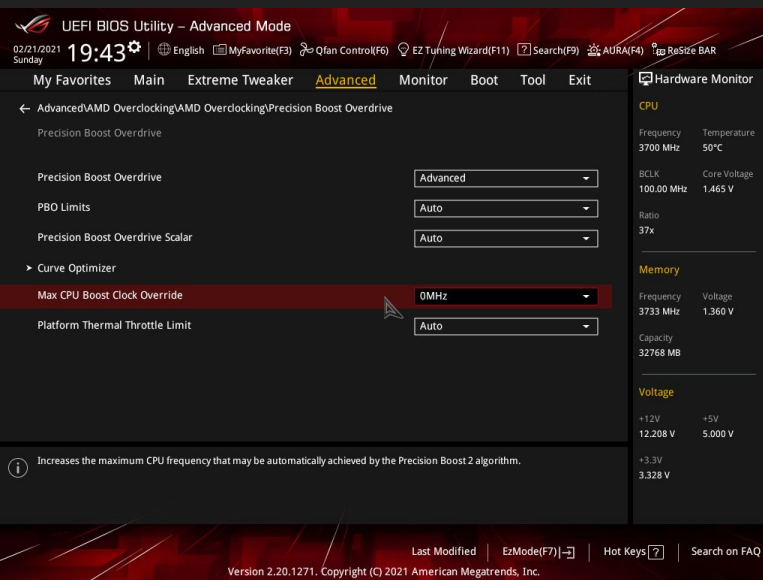 UEFI BIOS Utility – Advanced Mode
02/21/2021 Sunday 19:43 English MyFavorite(F3) Qfan Control(F6) EZ Tuning Wizard(F11) ? Search(F9) AURA(F4) ReSize BAR
My Favorites Main Extreme Tweaker Advanced Monitor Boot Tool Exit
Hardware Monitor
← Advanced\AMD Overclocking\AMD Overclocking\Precision Boost Overdrive
Precision Boost Overdrive
Precision Boost Overdrive Advanced
PBO Limits Auto
Precision Boost Overdrive Scalar Auto
> Curve Optimizer
Max CPU Boost Clock Override 0MHz
Platform Thermal Throttle Limit Auto
CPU
Frequency Temperature
3700 MHz 50°C
BCLK Core Voltage
100.00 MHz 1.465 V
Ratio
37x
Memory
Frequency Voltage
3733 MHz 1.360 V
Capacity
32768 MB
Voltage
+12V +5V
12.208 V 5.000 V
+3.3V
3.328 V
i Increases the maximum CPU frequency that may be automatically achieved by the Precision Boost 2 algorithm.
Last Modified EzMode(F7) Hot Keys ? Search on FAQ
Version 2.20.1271. Copyright (C) 2021 American Megatrends, Inc.